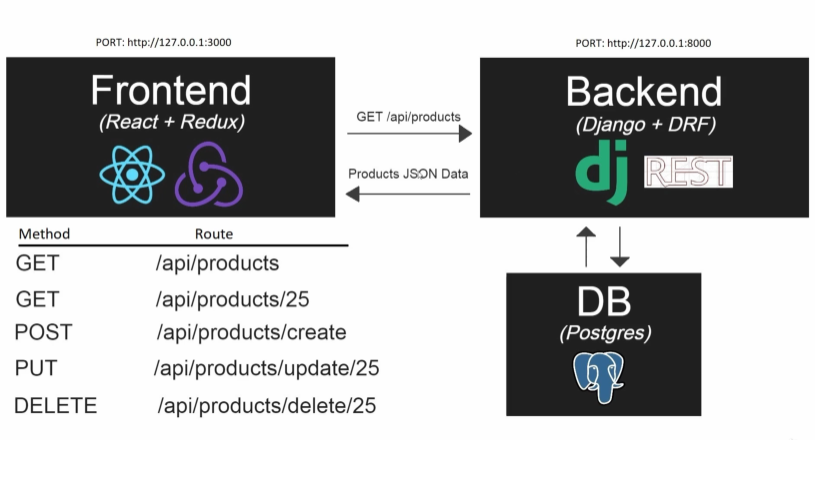 PORT: http://127.0.0.1:3000
Frontend
(React + Redux)
GET /api/products
Products JSON Data
PORT: http://127.0.0.1:8000
Backend
(Django + DRF)
dj REST
Method Route
GET /api/products
GET /api/products/25
POST /api/products/create
PUT /api/products/update/25
DELETE /api/products/delete/25
DB
(Postgres)